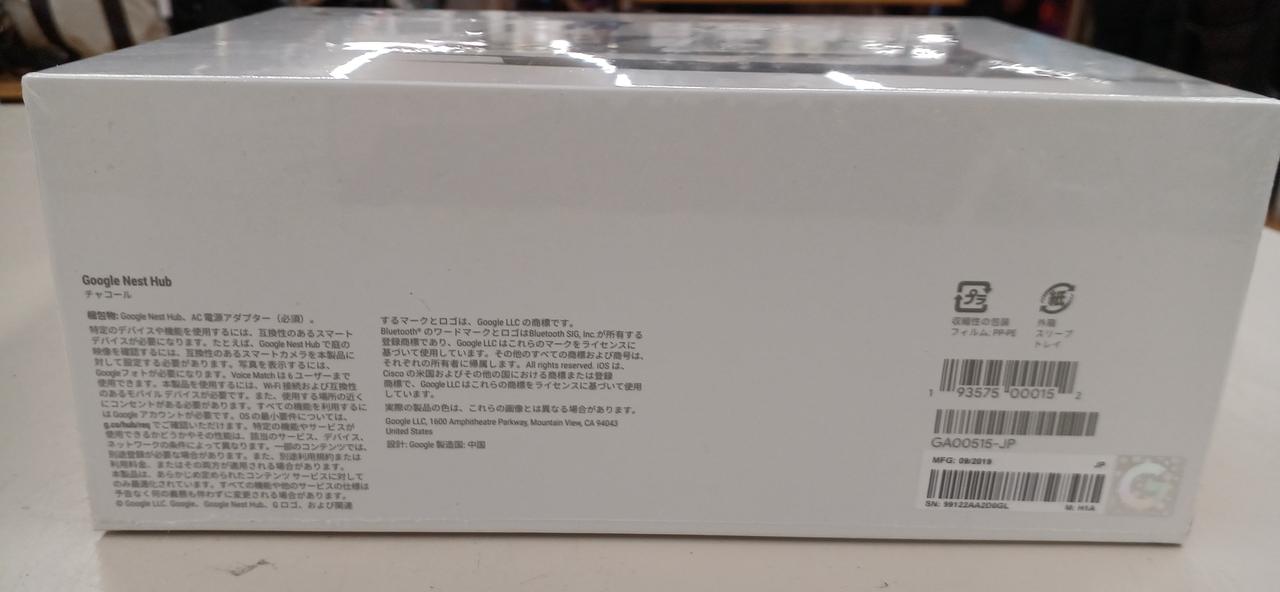 Google Nest Hub
チャコール
梱包物: Google Nest Hub、AC 電源アダプター（必須）。
特定のデバイスや機能を使用するには、互換性のあるスマート
デバイスが必要になります。たとえば、Google Nest Hub で庭の
映像を確認するには、互換性のあるスマートカメラを本製品に
対して設定する必要があります。写真を表示するには、
Googleフォトが必要になります。Voice Match は 6 ユーザーまで
使用できます。本製品を使用するには、Wi-Fi 接続および互換性
のあるモバイル デバイスが必要です。また、使用する場所の近く
にコンセントがある必要があります。すべての機能を利用するに
は Google アカウントが必要です。OS の最小要件については、
g.co/hub/req でご確認いただけます。特定の機能やサービスが
使用できるかどうかやその性能は、該当のサービス、デバイス、
ネットワークの条件によって異なります。一部のコンテンツでは、
別途登録が必要な場合があります。また、別途利用規約または
利用料金、またはその両方が適用される場合があります。
本製品は、あらかじめ定められたコンテンツ サービスに対して
のみ最適化されています。すべての機能や他のサービスの仕様は
予告なく何の義務も伴わずに変更される場合があります。
© Google LLC. Google、Google Nest Hub、G ロゴ、および関連
するマークとロゴは、Google LLC の商標です。
Bluetooth® のワードマークとロゴはBluetooth SIG, Inc.が所有する
登録商標であり、Google LLC はこれらのマークをライセンスに
基づいて使用しています。その他のすべての商標および商号は、
それぞれの所有者に帰属します。All rights reserved. iOS は、
Cisco の米国およびその他の国における商標または登録
商標で、Google LLC はこれらの商標をライセンスに基づいて使用
しています。
実際の製品の色は、これらの画像とは異なる場合があります。
Google LLC, 1600 Amphitheatre Parkway, Mountain View, CA 94043
United States
設計: Google 製造国: 中国
プラ
紙
収縮性の包装
フィルム: PP·PE
外箱
スリーブ
トレイ
1 93575 00015 2
GA00515-JP
MFG: 09/2019
JP
SN: 99122AA2D0GL
M: H1A
G